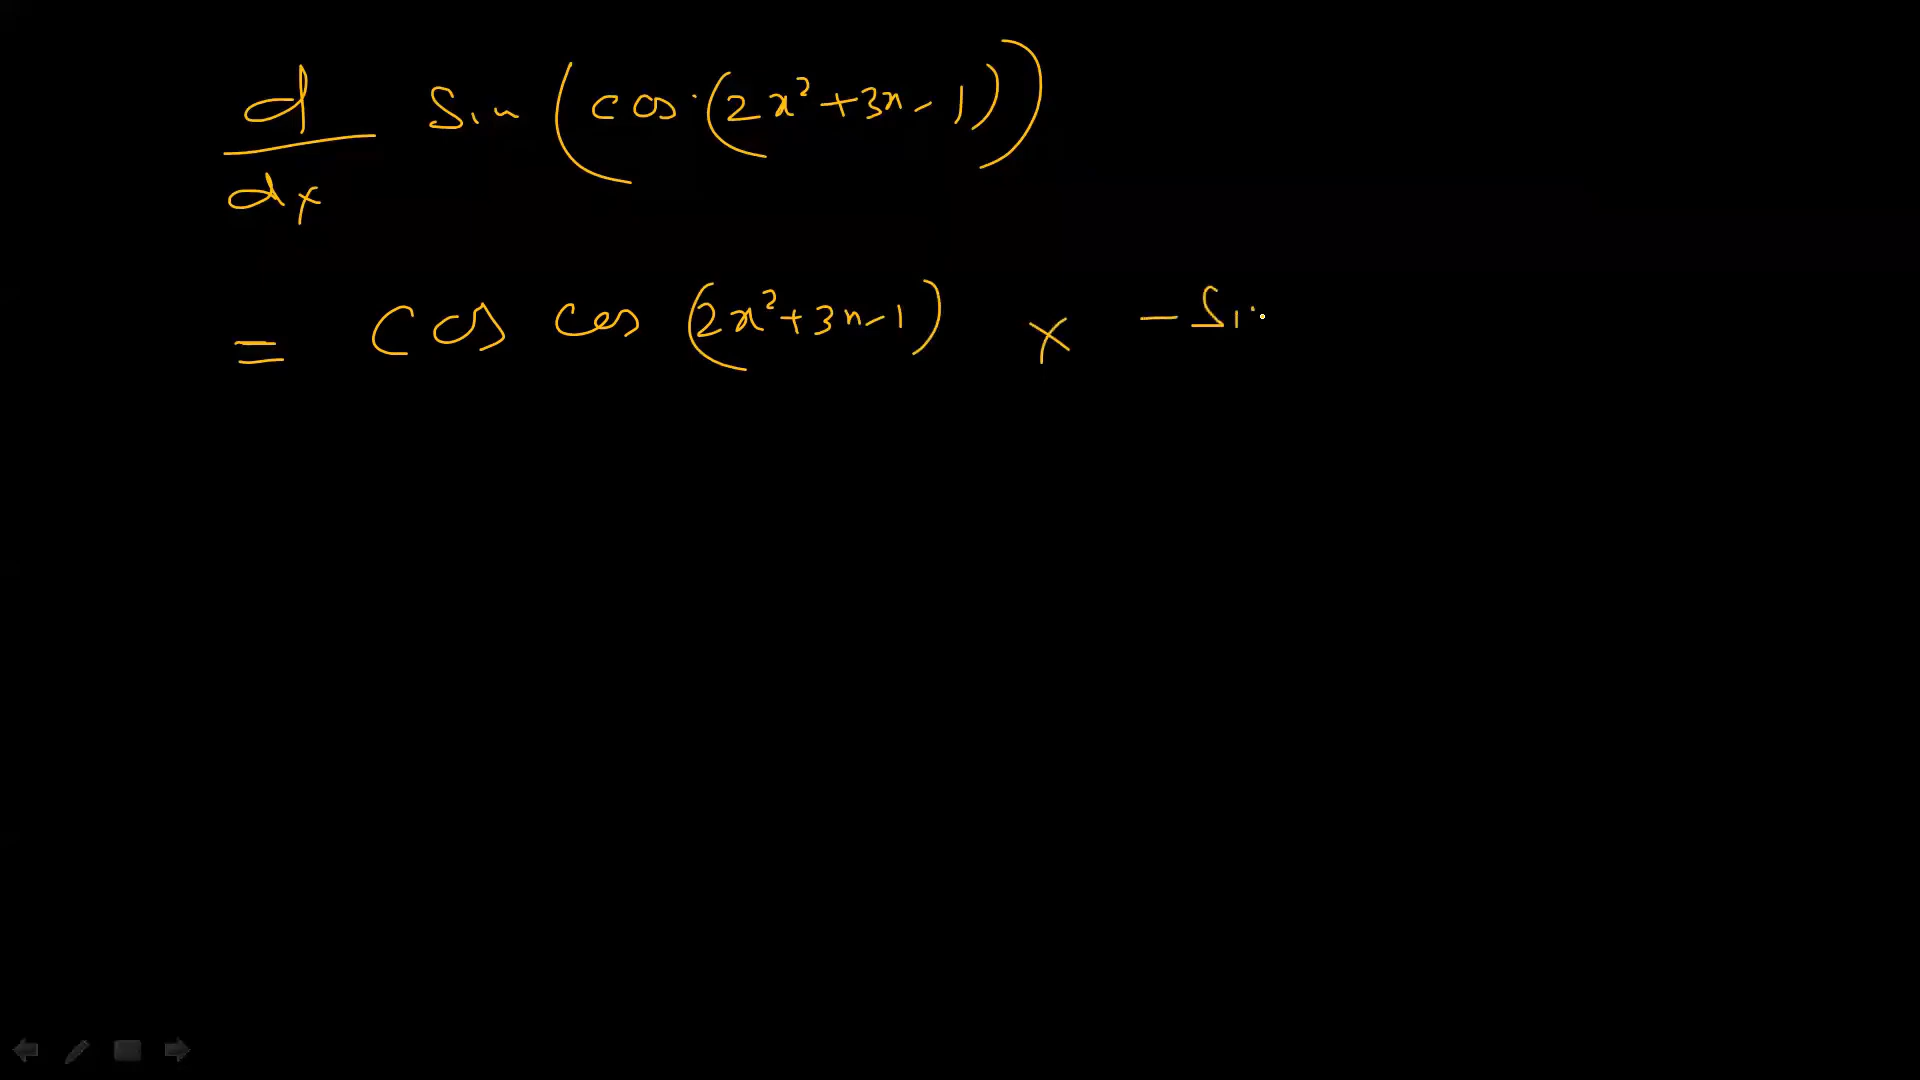 d/dx Sin (cos (2x²+3x-1))
= cos cos (2x²+3x-1) × -Si